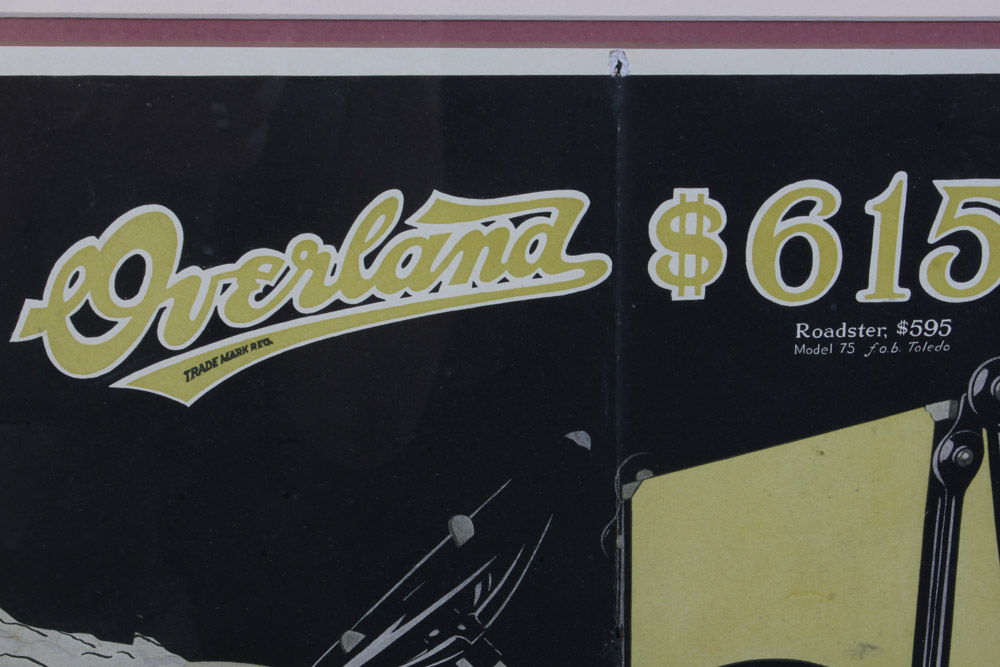 Overland
TRADE MARK REG.
$615
Roadster, $595
Model 75 f.o.b. Toledo